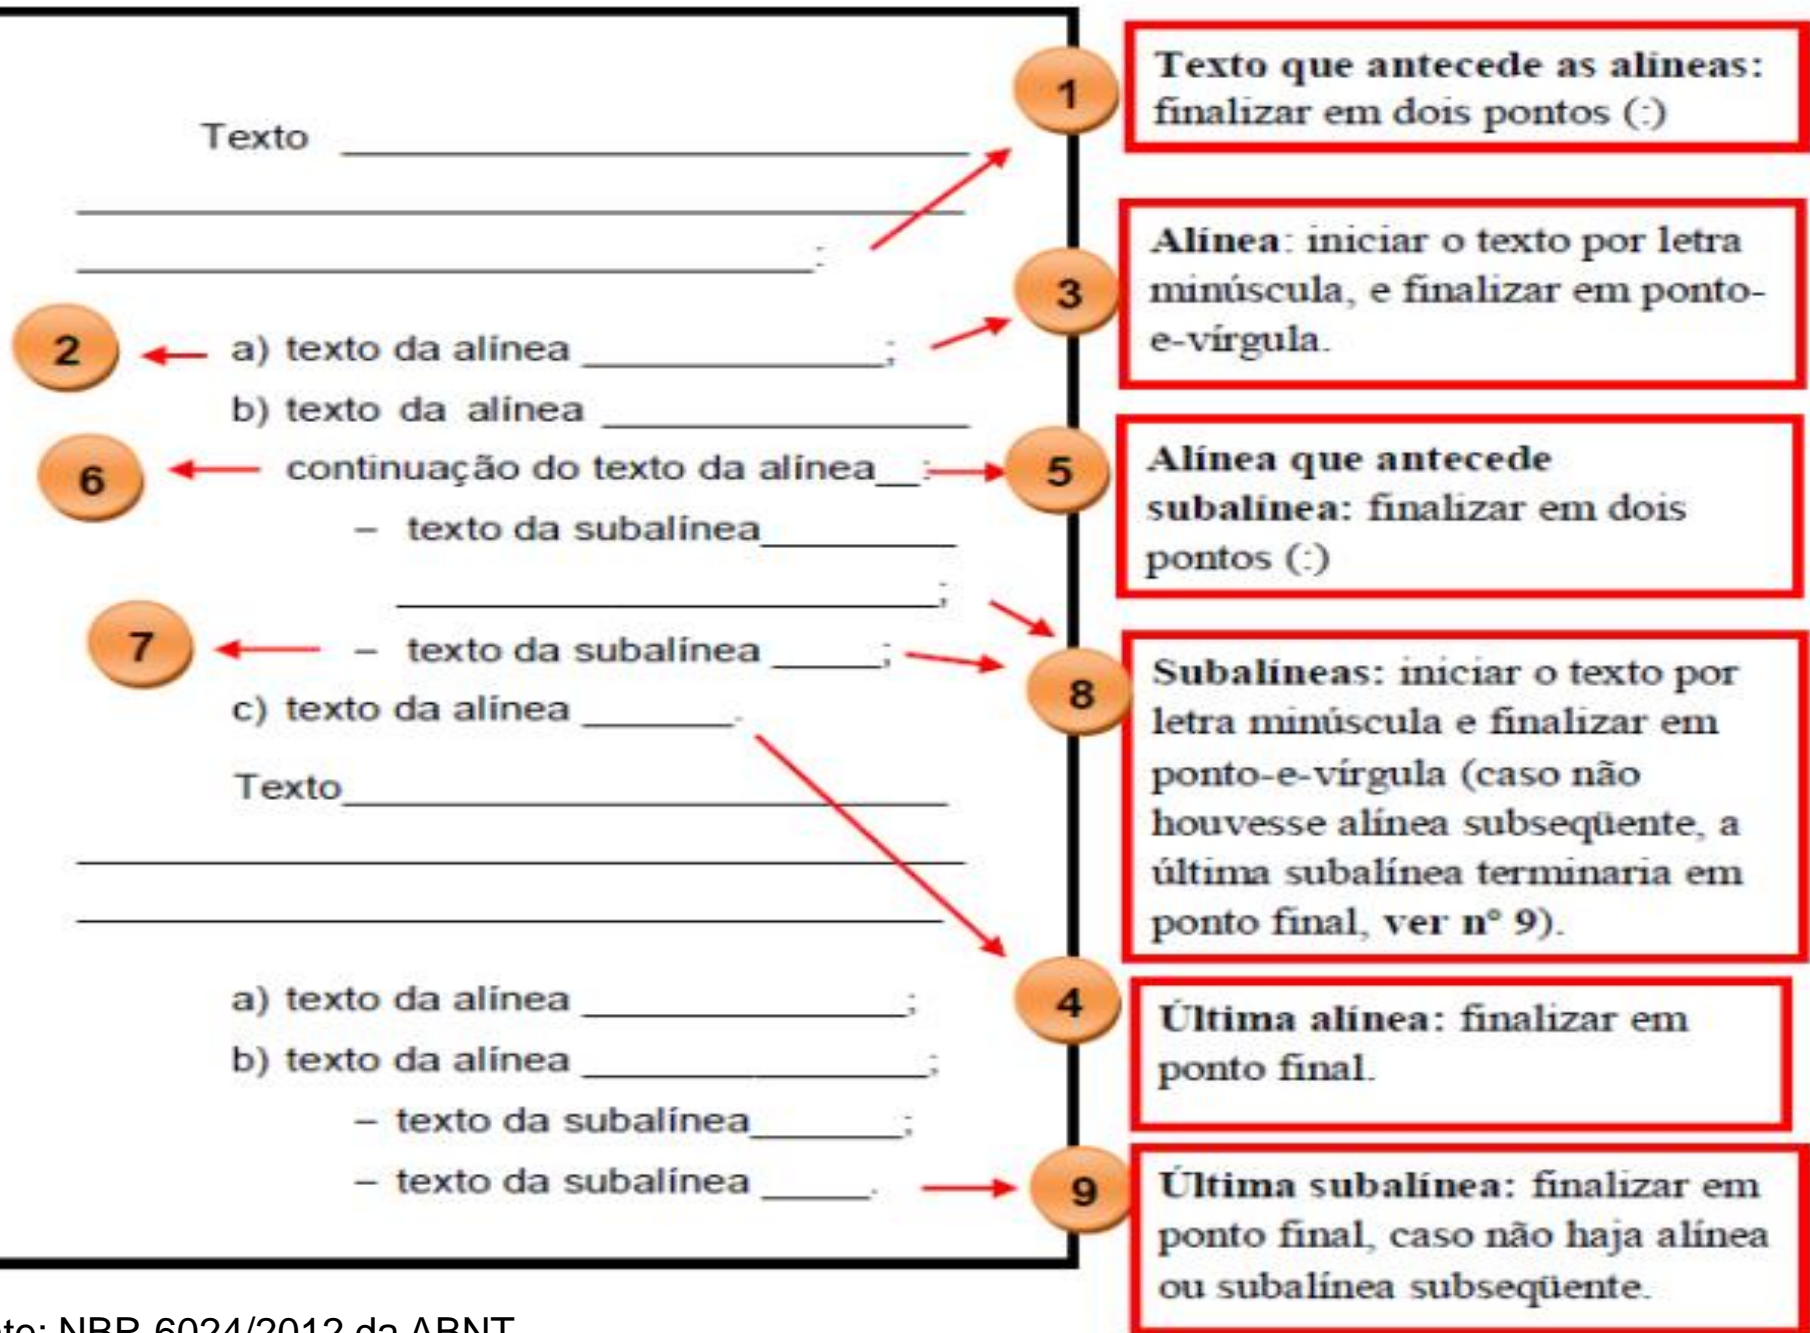 Texto
:
a) texto da alínea ;
b) texto da alínea
continuação do texto da alínea :
– texto da subalínea
;
– texto da subalínea ;
c) texto da alínea .
Texto
a) texto da alínea ;
b) texto da alínea ;
– texto da subalínea ;
– texto da subalínea .
2
6
7
1
Texto que antecede as alíneas:
finalizar em dois pontos (:)
3
Alínea: iniciar o texto por letra
minúscula, e finalizar em ponto-
e-vírgula.
5
Alínea que antecede
subalínea: finalizar em dois
pontos (:)
8
Subalíneas: iniciar o texto por
letra minúscula e finalizar em
ponto-e-vírgula (caso não
houvesse alínea subseqüente, a
última subalínea terminaria em
ponto final, ver nº 9).
4
Última alínea: finalizar em
ponto final.
9
Última subalínea: finalizar em
ponto final, caso não haja alínea
ou subalínea subseqüente.
NBR 6024/2012 da ABNT